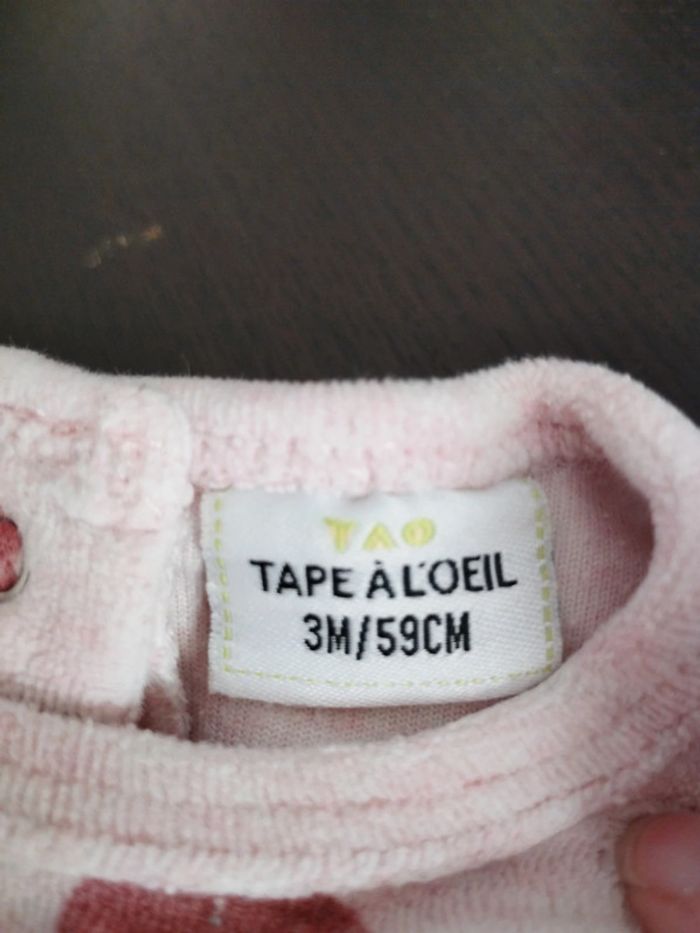 TAO
TAPE À L'OEIL
3M/59CM